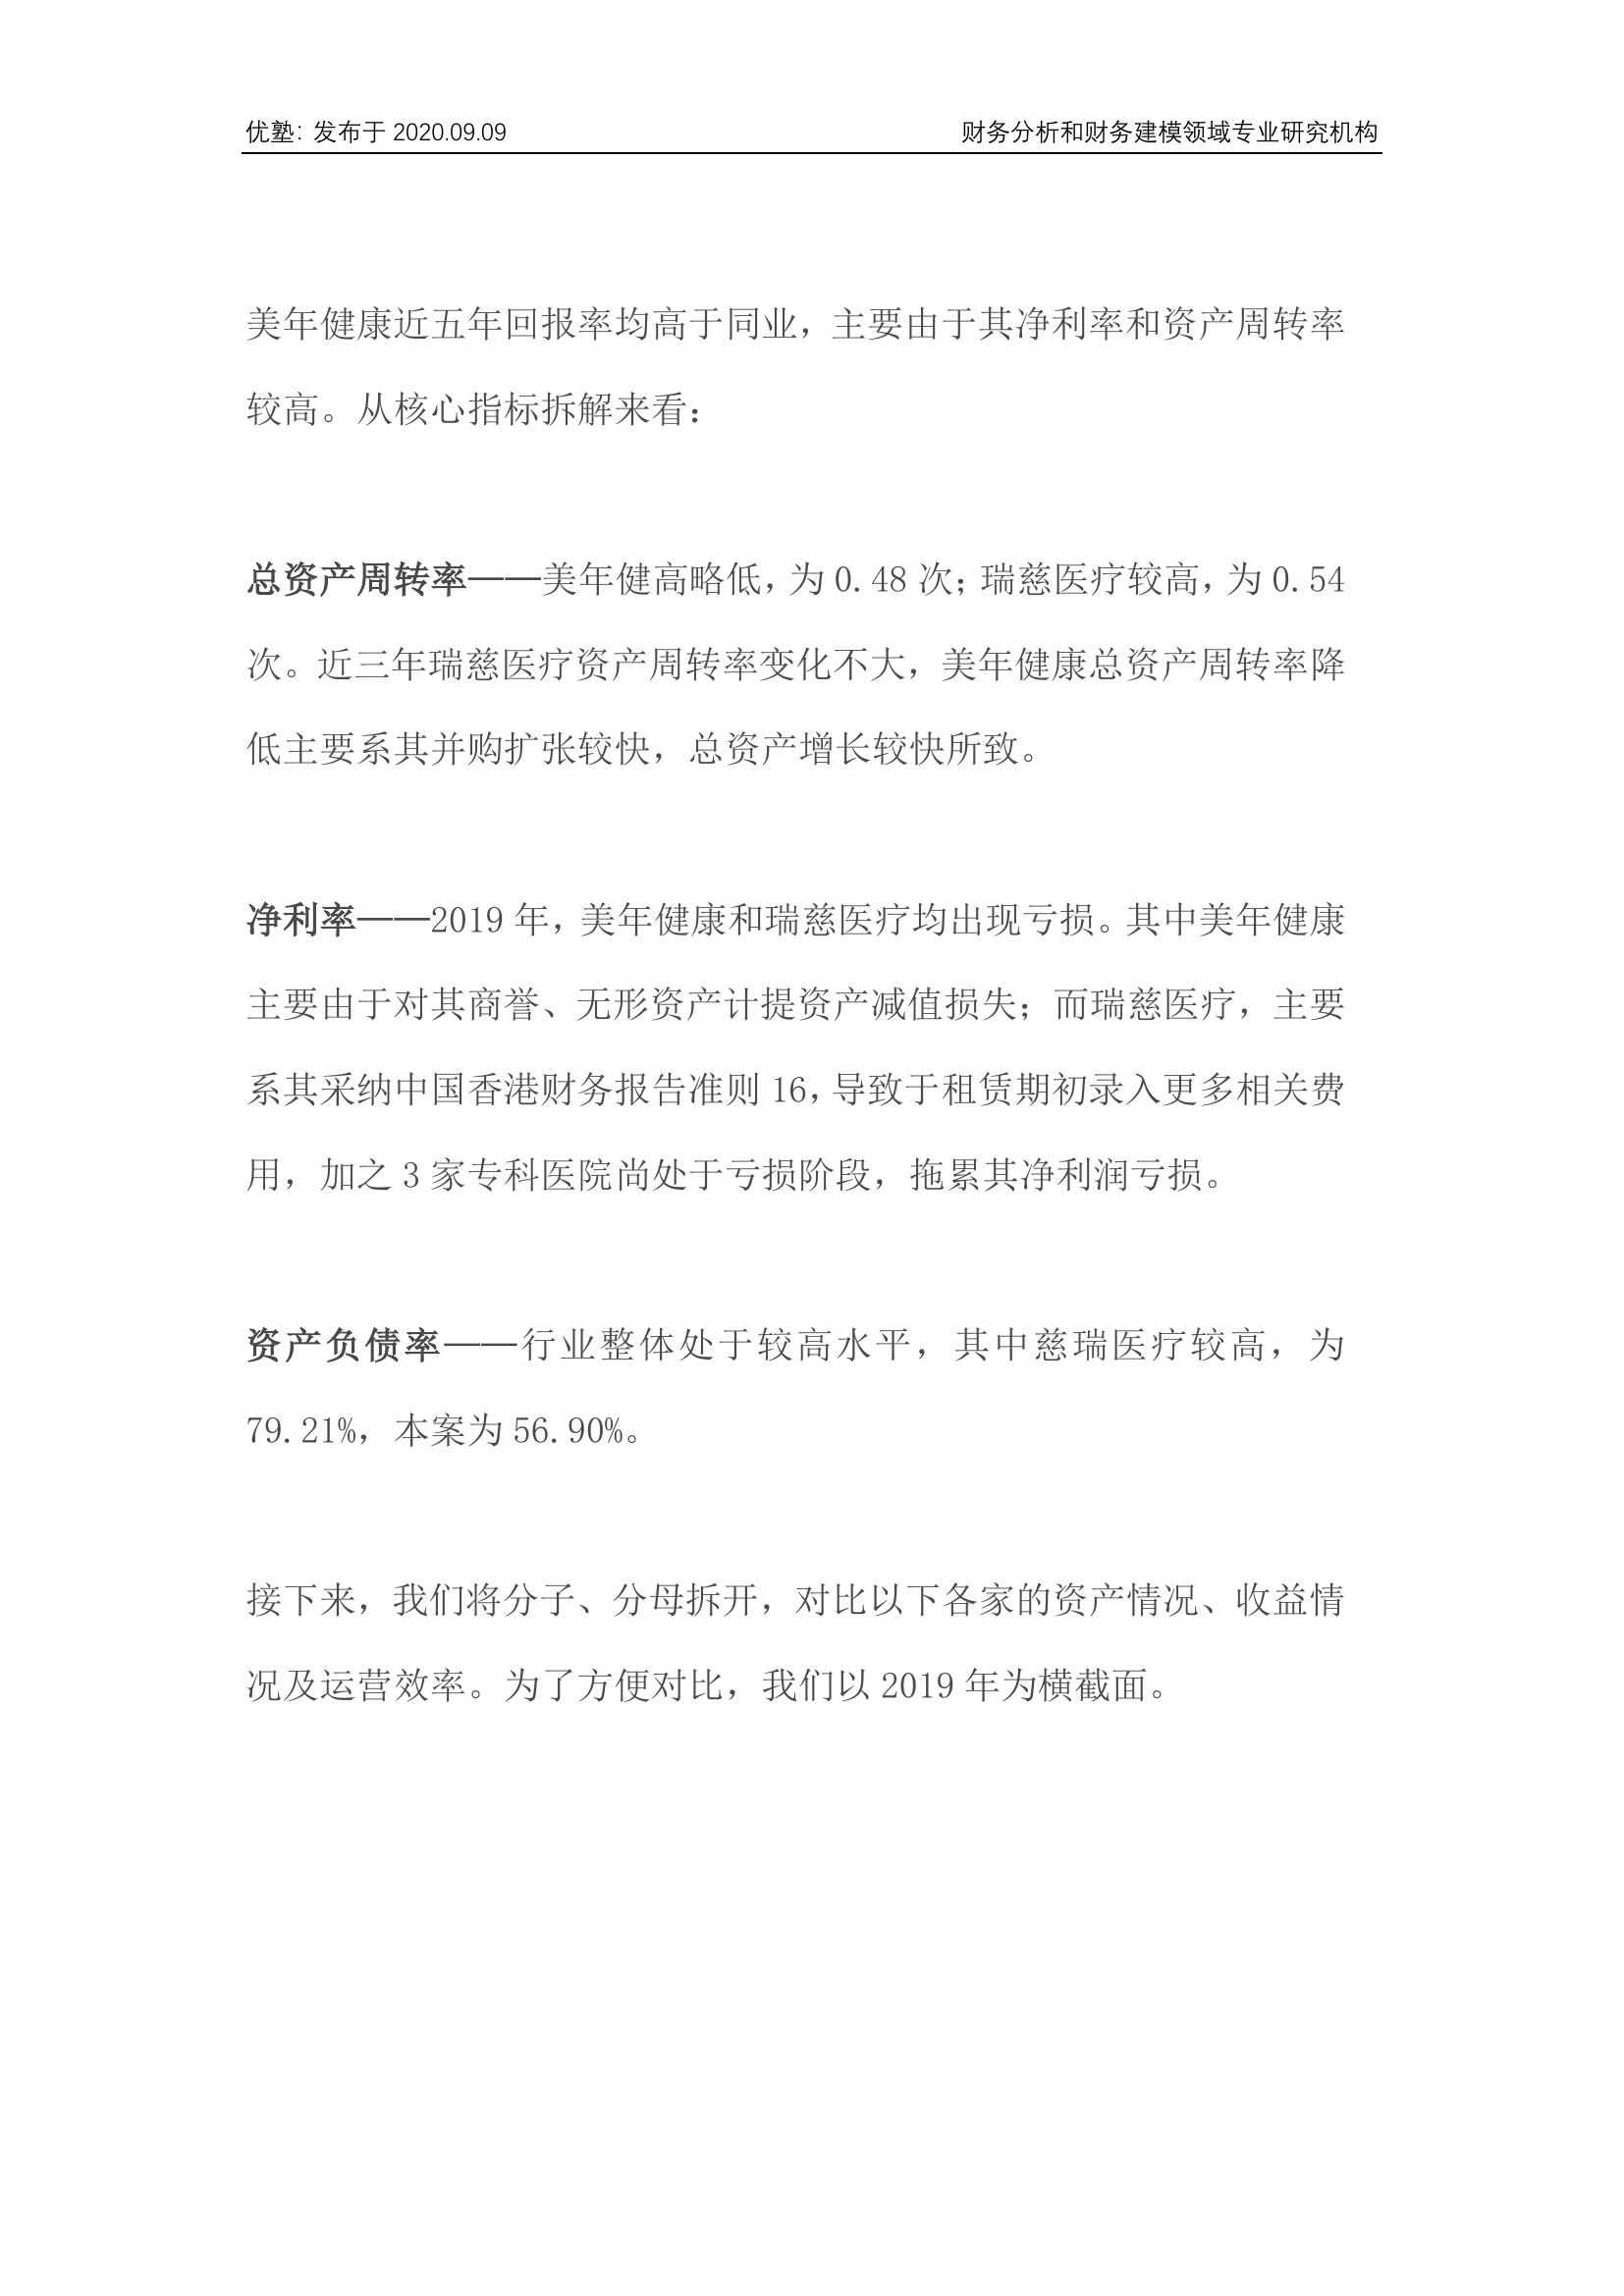 优塾：发布于 2020.09.09 财务分析和财务建模领域专业研究机构
美年健康近五年回报率均高于同业，主要由于其净利率和资产周转率
较高。从核心指标拆解来看：
总资产周转率——美年健高略低，为 0.48 次；瑞慈医疗较高，为 0.54
次。近三年瑞慈医疗资产周转率变化不大，美年健康总资产周转率降
低主要系其并购扩张较快，总资产增长较快所致。
净利率——2019 年，美年健康和瑞慈医疗均出现亏损。其中美年健康
主要由于对其商誉、无形资产计提资产减值损失；而瑞慈医疗，主要
系其采纳中国香港财务报告准则 16，导致于租赁期初录入更多相关费
用，加之 3 家专科医院尚处于亏损阶段，拖累其净利润亏损。
资产负债率——行业整体处于较高水平，其中慈瑞医疗较高，为
79.21%，本案为 56.90%。
接下来，我们将分子、分母拆开，对比以下各家的资产情况、收益情
况及运营效率。为了方便对比，我们以 2019 年为横截面。